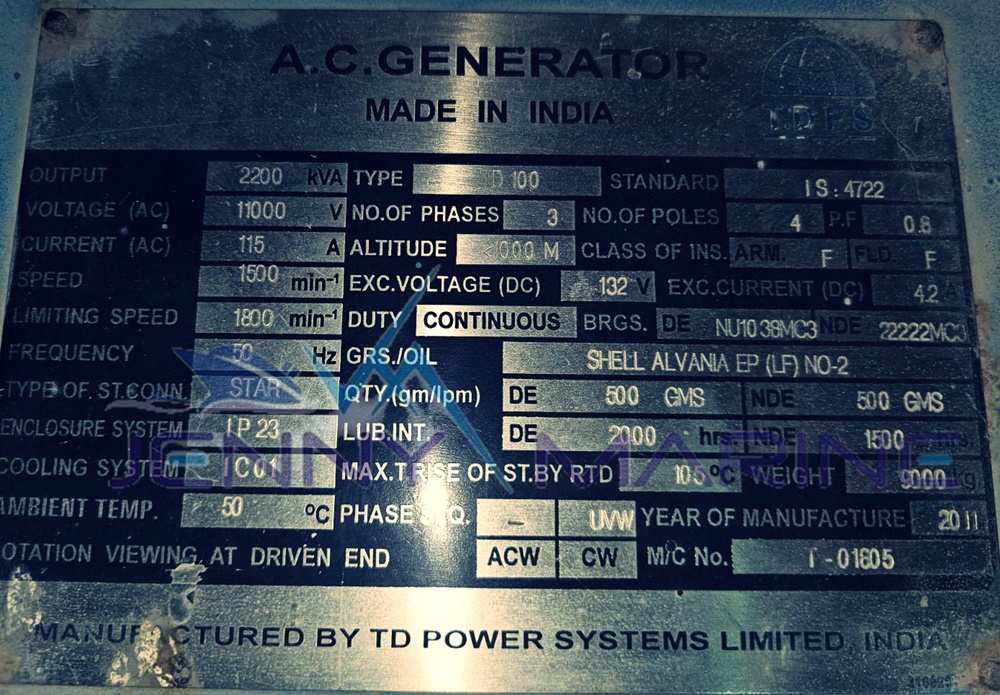 A.C.GENERATOR
MADE IN INDIA
T.D.P.S
OUTPUT 2200 kVA TYPE D 100 STANDARD IS : 4722
VOLTAGE (AC) 11000 V NO.OF PHASES 3 NO.OF POLES 4 P.F 0.8
CURRENT (AC) 115 A ALTITUDE M CLASS OF INS. ARM. F FLD. F
SPEED 1500 min⁻¹ EXC.VOLTAGE (DC) 132 V EXC.CURRENT (DC) 4.2 A
LIMITING SPEED 1800 min⁻¹ DUTY CONTINUOUS BRGS. DE NU1038MC3 NDE 22222MC3
FREQUENCY 50 Hz GRS./OIL SHELL ALVANIA EP (LF) NO-2
TYPE OF ST.CONN. STAR QTY.(gm/lpm) DE 500 GMS NDE 500 GMS
ENCLOSURE SYSTEM IP 23 LUB.INT. DE 2000 hrs. NDE 1500 hrs.
JENNY MARINE
COOLING SYSTEM IC 01 MAX.T.RISE OF ST.BY RTD 105 °C WEIGHT 9000 kg
AMBIENT TEMP. 50 °C PHASE SEQ. – UVW YEAR OF MANUFACTURE 2011
OTATION VIEWING AT DRIVEN END ACW CW M/C No. T - 01805
MANUFACTURED BY TD POWER SYSTEMS LIMITED, INDIA